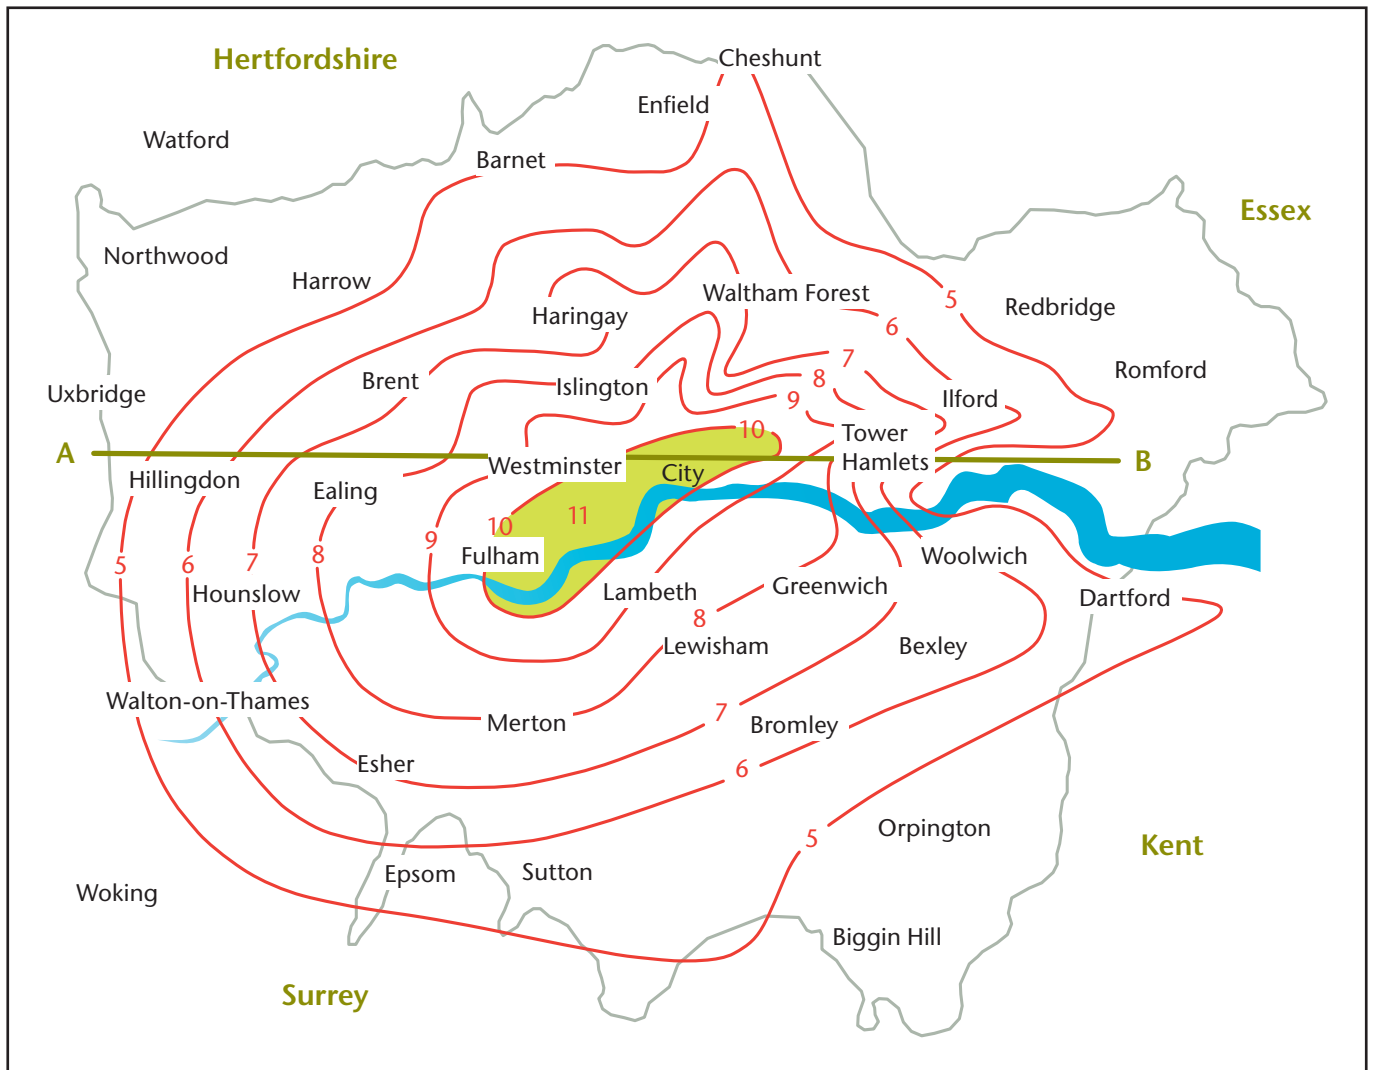 Hertfordshire
Cheshunt
Enfield
Watford
Barnet
Essex
Northwood
Harrow
Waltham Forest
5
Redbridge
Haringay
6
7
Romford
Brent
Islington
8
Uxbridge
9
Ilford
10
Tower
Hamlets
A
B
Westminster
City
Hillingdon
Ealing
10
11
9
8
7
6
5
Fulham
Woolwich
Hounslow
Lambeth
Greenwich
Dartford
8
Lewisham
Bexley
Walton-on-Thames
7
Merton
Bromley
Esher
6
5
Orpington
Kent
Epsom
Sutton
Woking
Biggin Hill
Surrey